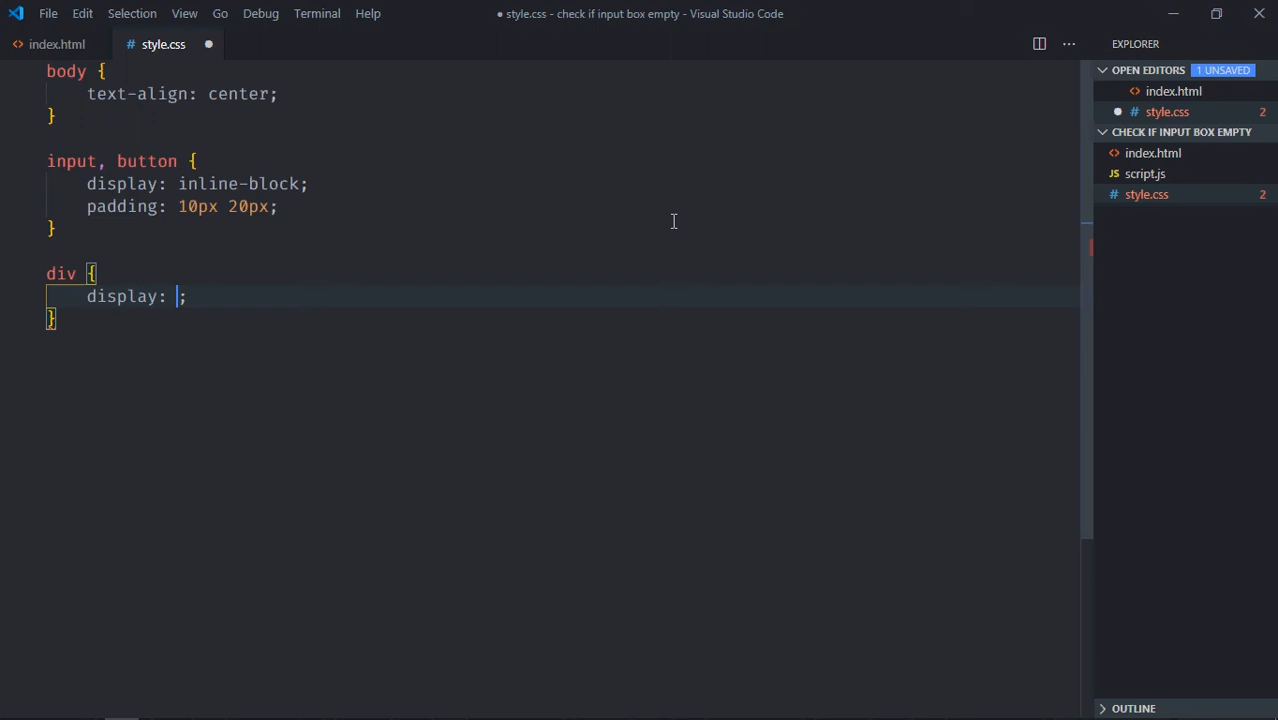 File Edit Selection View Go Debug Terminal Help
● style.css - check if input box empty - Visual Studio Code
<> index.html
# style.css ●
body {
text-align: center;
}
input, button {
display: inline-block;
padding: 10px 20px;
}
div {
display: ;
}
EXPLORER
OPEN EDITORS 1 UNSAVED
<> index.html
● # style.css 2
CHECK IF INPUT BOX EMPTY
<> index.html
JS script.js
# style.css 2
OUTLINE